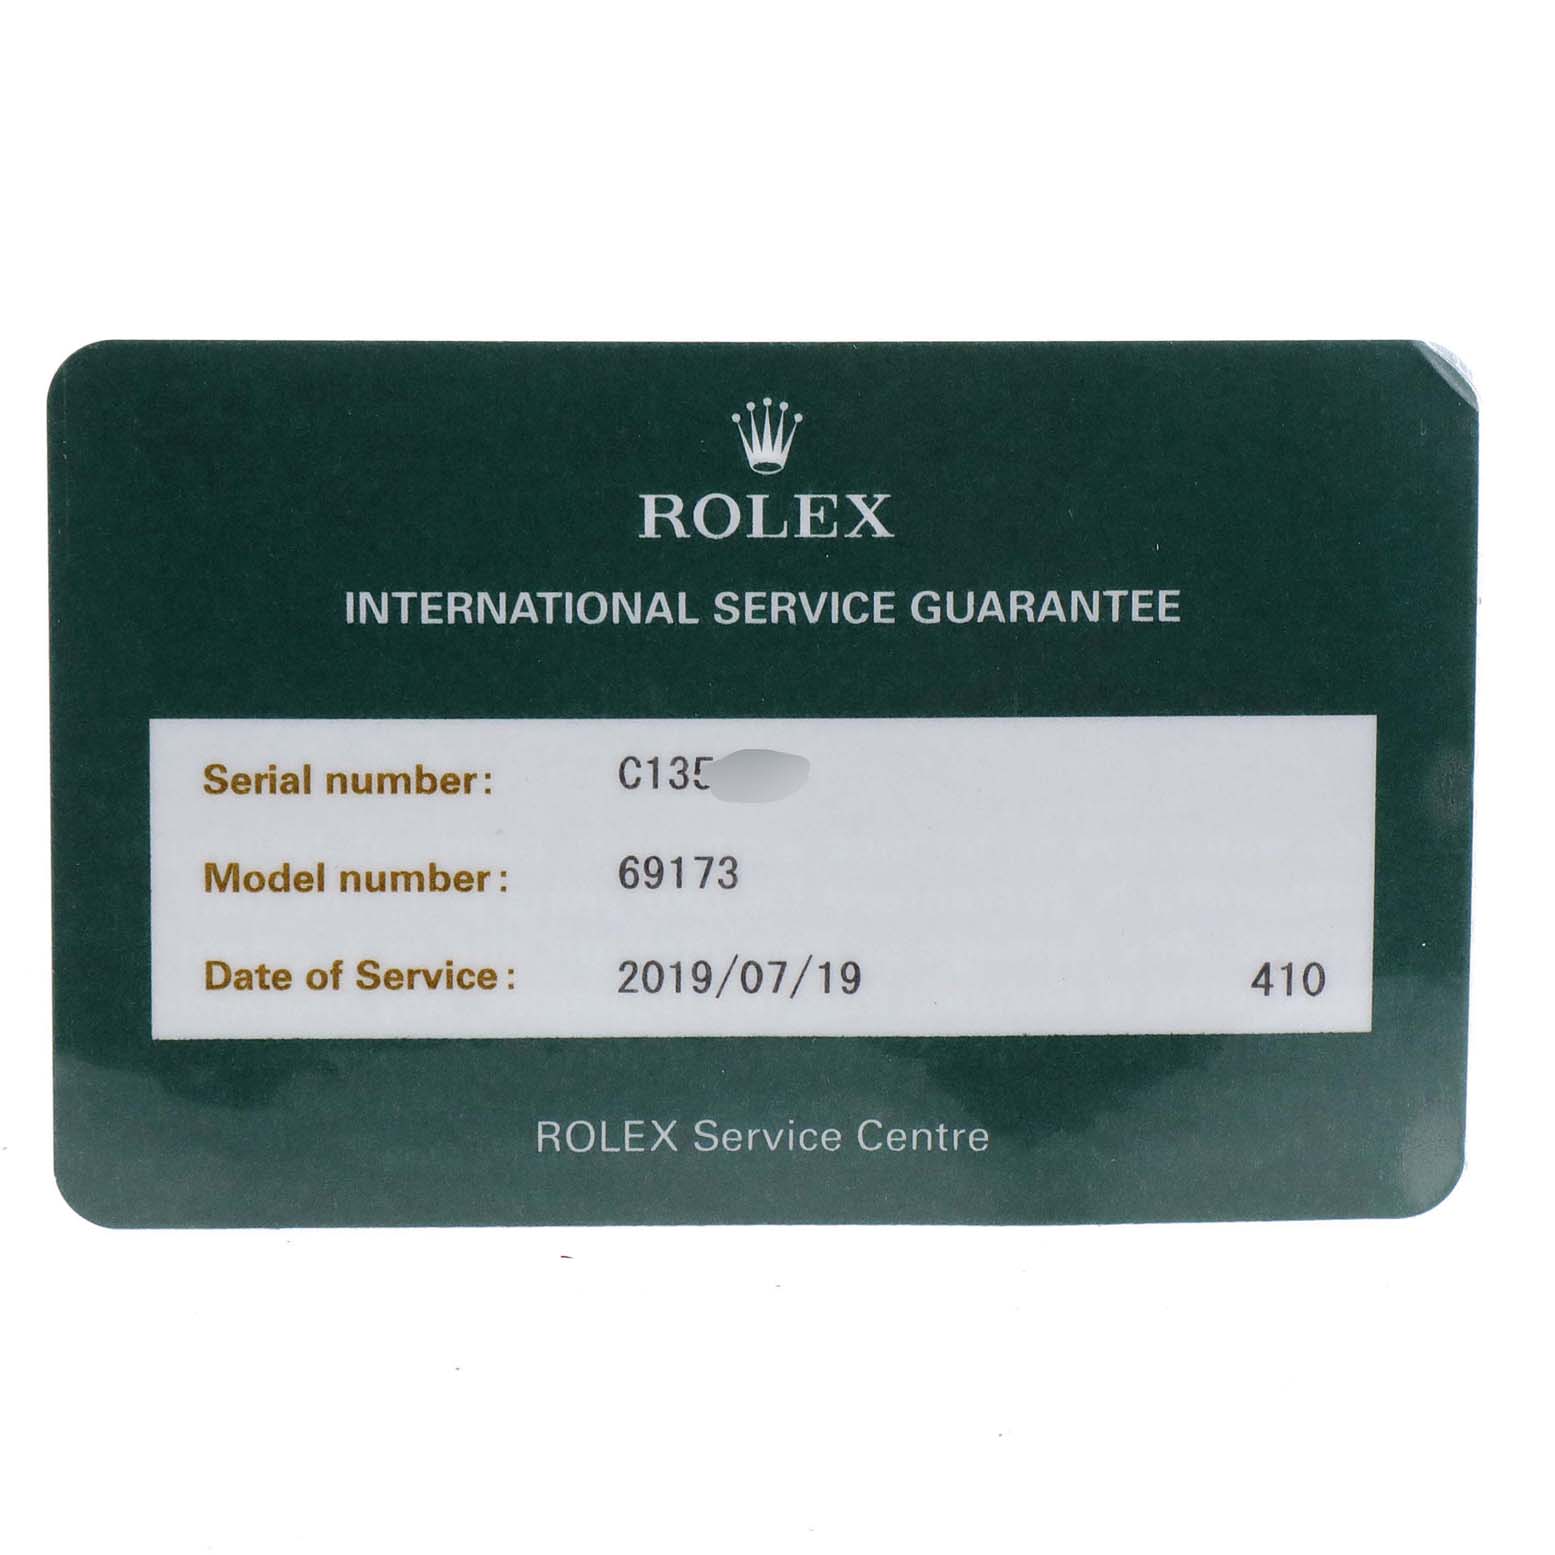 ROLEX
INTERNATIONAL SERVICE GUARANTEE
Serial number:
Model number: 69173
Date of Service: 2019/07/19 410
ROLEX Service Centre